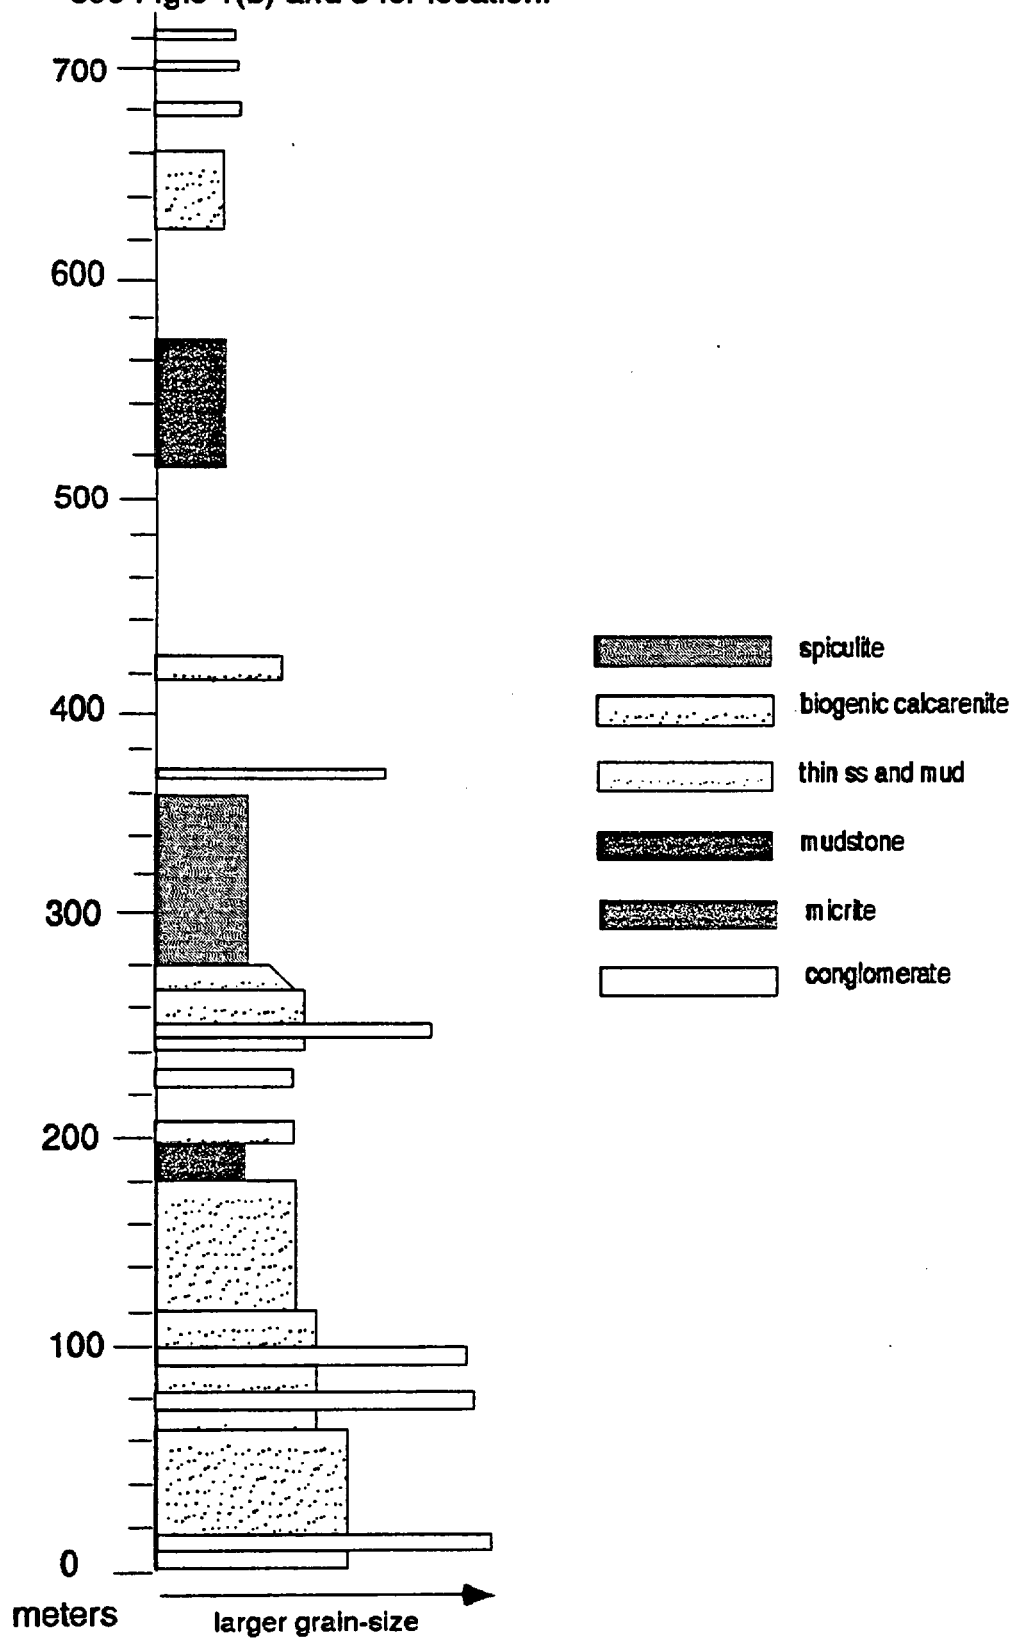 700
600
500
400
300
200
100
0
meters
larger grain-size
spiculite
biogenic calcarenite
thin ss and mud
mudstone
micrite
conglomerate